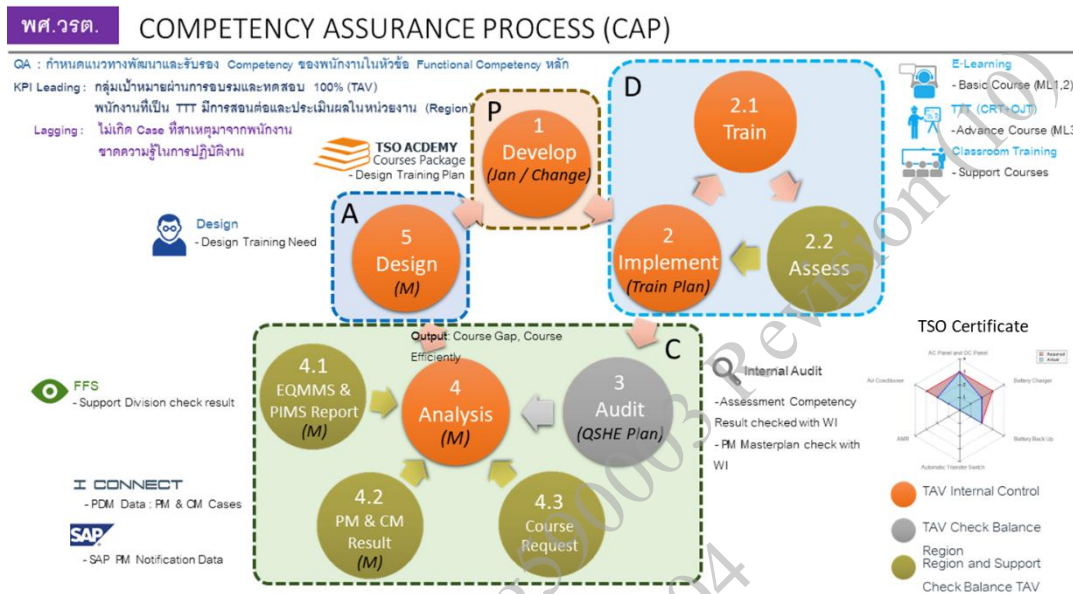 พศ.วรต.
COMPETENCY ASSURANCE PROCESS (CAP)
QA : กำหนดแนวทางพัฒนาและรับรอง Competency ของพนักงานในหัวข้อ Functional Competency หลัก
KPI Leading : กลุ่มเป้าหมายผ่านการอบรมและทดสอบ 100% (TAV)
พนักงานที่เป็น TTT มีการสอนต่อและประเมินผลในหน่วยงาน (Region)
Lagging : ไม่เกิด Case ที่สาเหตุมาจากพนักงาน
ขาดความรู้ในการปฏิบัติงาน
TSO ACDEMY
Courses Package
- Design Training Plan
P
1
Develop
(Jan / Change)
D
2.1
Train
2
Implement
(Train Plan)
2.2
Assess
E-Learning
- Basic Course (ML1,2)
TTT (CRT+OJT)
-Advance Course (ML3
Classroom Training
- Support Courses
Design
- Design Training Need
A
5
Design
(M)
Output: Course Gap, Course
Efficiently
C
4.1
EQMMS &
PIMS Report
(M)
4
Analysis
(M)
3
Audit
(QSHE Plan)
4.2
PM & CM
Result
(M)
4.3
Course
Request
FFS
- Support Division check result
I CONNECT
- PDM Data : PM & CM Cases
SAP
- SAP PM Notification Data
Internal Audit
-Assessment Competency
Result checked with WI
- PM Masterplan check with
WI
TSO Certificate
AC Panel and DC Panel
Required
Actual
Air Conditioner
Battery Charger
AMR
Battery Back Up
Automatic Transfer Switch
TAV Internal Control
TAV Check Balance
Region
Region and Support
Check Balance TAV